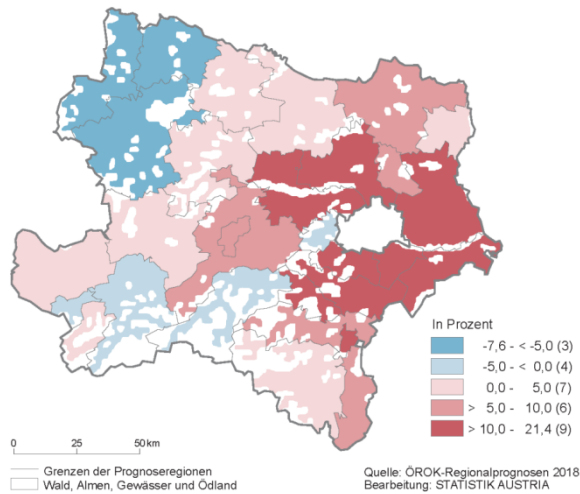 In Prozent
-7,6 - < -5,0 (3)
-5,0 - < 0,0 (4)
0,0 - 5,0 (7)
> 5,0 - 10,0 (6)
> 10,0 - 21,4 (9)
0 25 50 km
Grenzen der Prognoseregionen
Wald, Almen, Gewässer und Ödland
Quelle: ÖROK-Regionalprognosen 2018
Bearbeitung: STATISTIK AUSTRIA